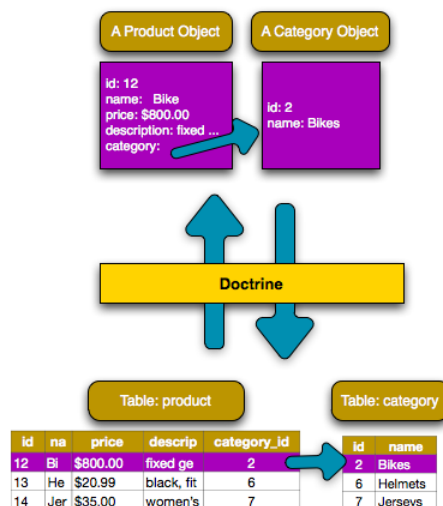 A Product Object
A Category Object
id: 12
name: Bike
price: $800.00
description: fixed ...
category:
id: 2
name: Bikes
Doctrine
Table: product
Table: category
id na price descrip category_id
12 Bi $800.00 fixed ge 2
13 He $20.99 black, fit 6
14 Jer $35.00 women's 7
id name
2 Bikes
6 Helmets
7 Jerseys